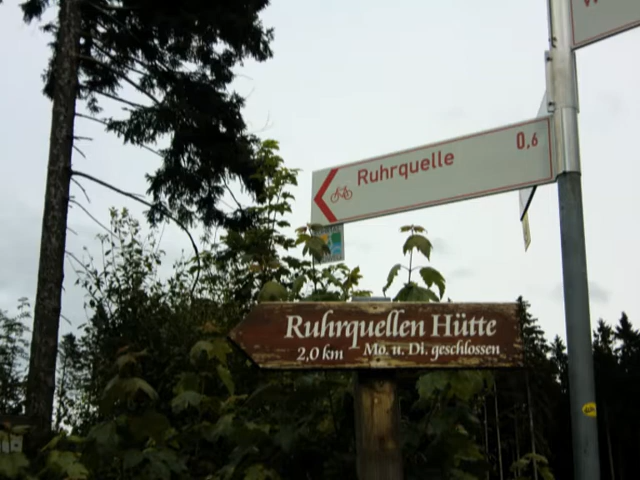 Ruhrquelle 0,6
Ruhrquellen Hütte
2,0 km Mo. u. Di. geschlossen